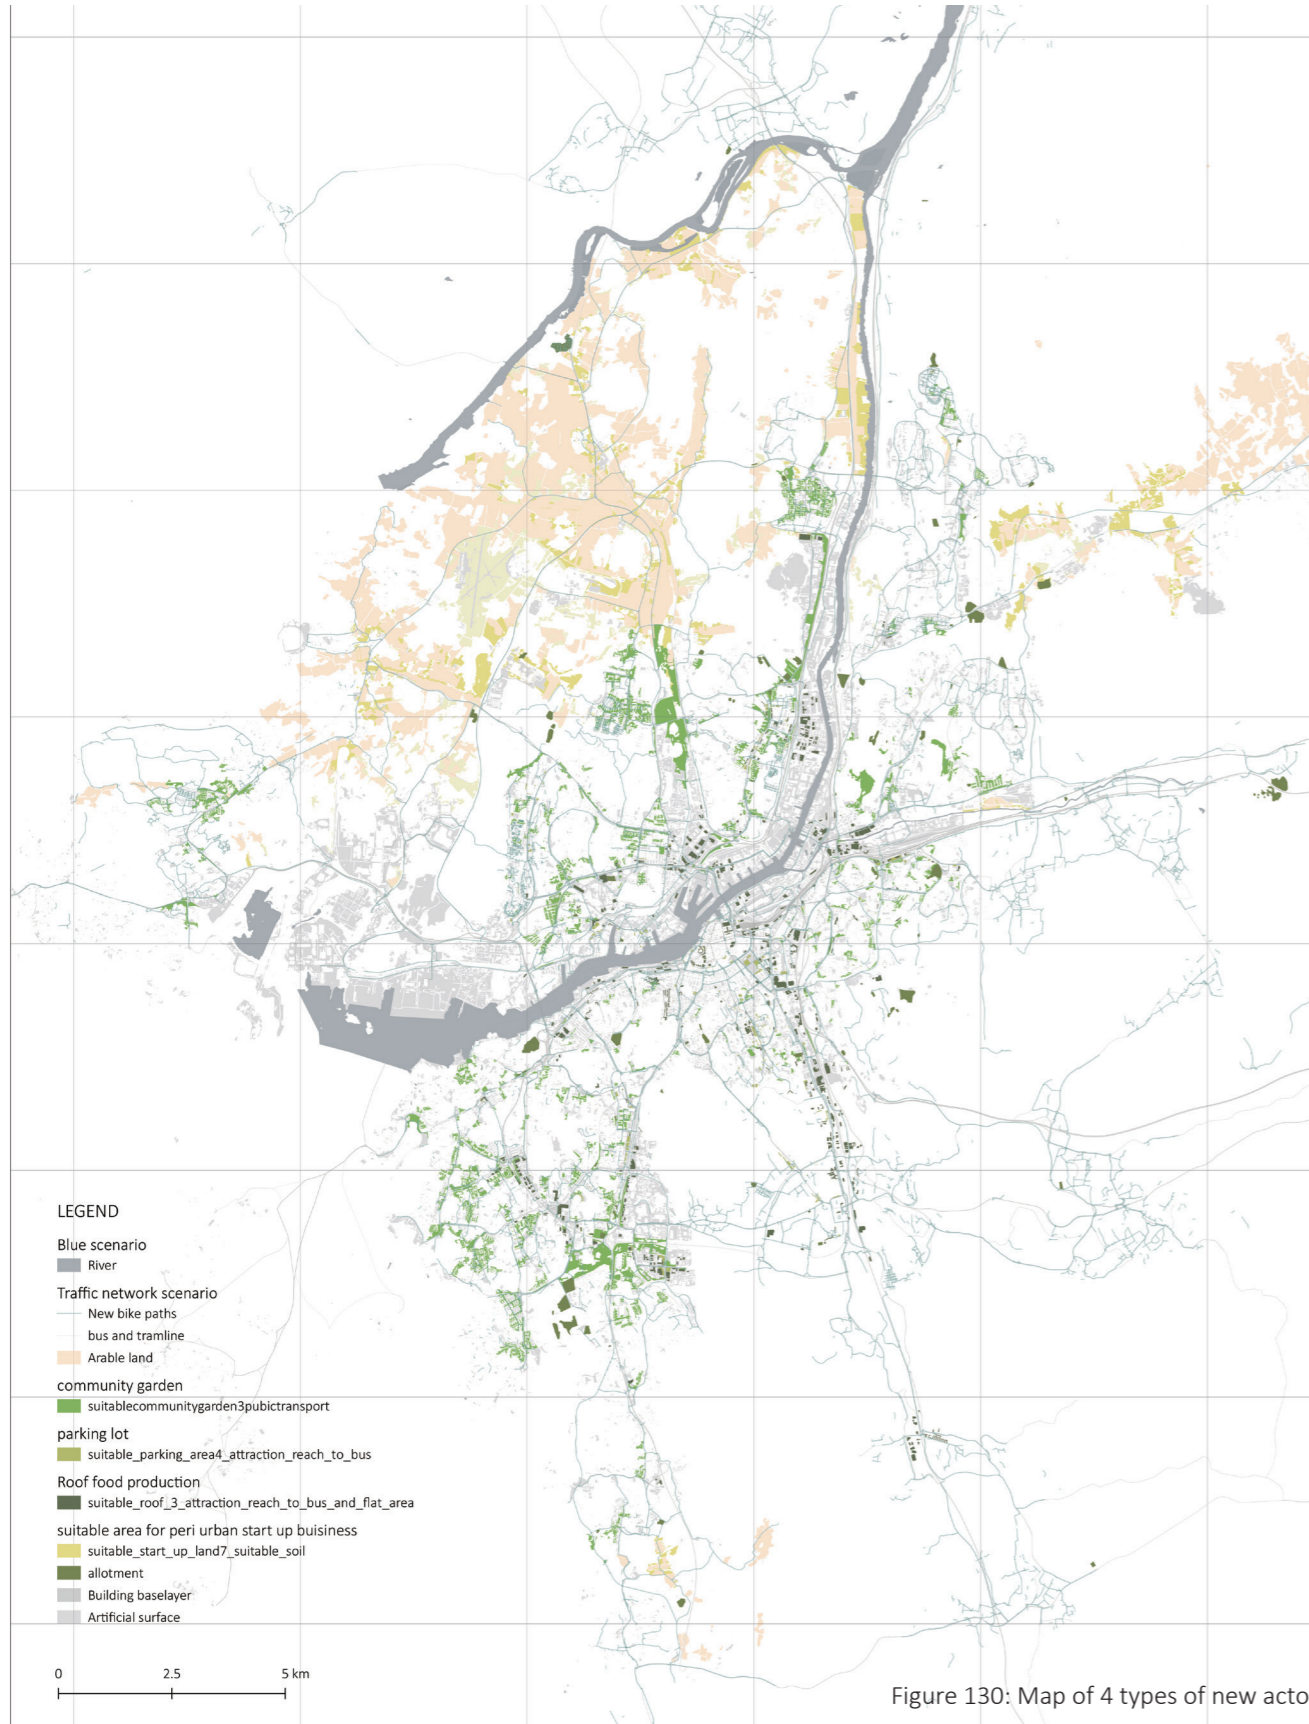 LEGEND
Blue scenario
River
Traffic network scenario
New bike paths
bus and tramline
Arable land
community garden
suitablecommunitygarden3pubictransport
parking lot
suitable_parking_area4_attraction_reach_to_bus
Roof food production
suitable_roof_3_attraction_reach_to_bus_and_flat_area
suitable area for peri urban start up buisiness
suitable_start_up_land7_suitable_soil
allotment
Building baselayer
Artificial surface
0 2.5 5 km
Figure 130: Map of 4 types of new acto